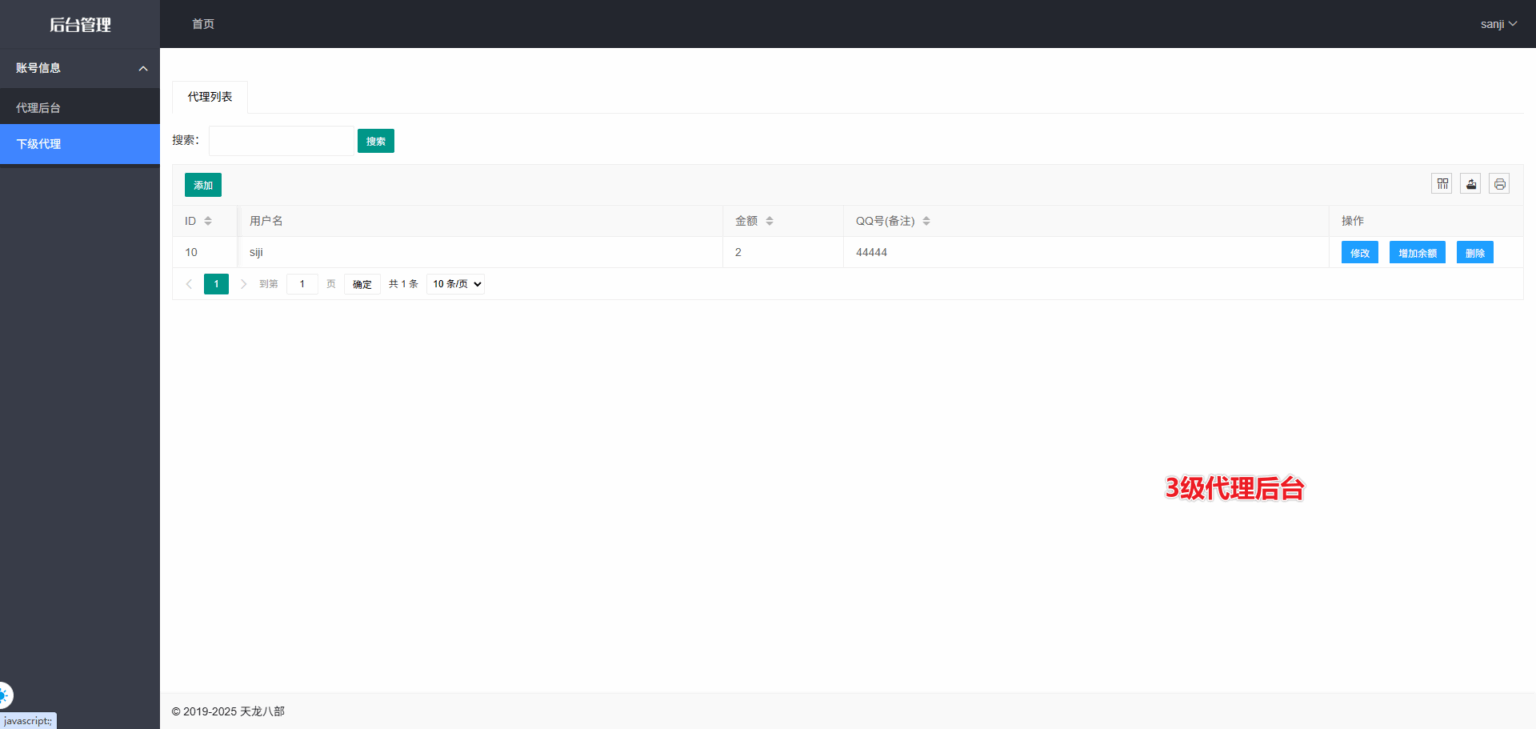 后台管理
首页
sanji
账号信息
代理后台
下级代理
代理列表
搜索：
搜索
添加
ID 用户名 金额 QQ号(备注) 操作
10 siji 2 44444 修改 增加余额 删除
1 到第 1 页 确定 共 1 条 10 条/页
3级代理后台
© 2019-2025 天龙八部
javascript:;